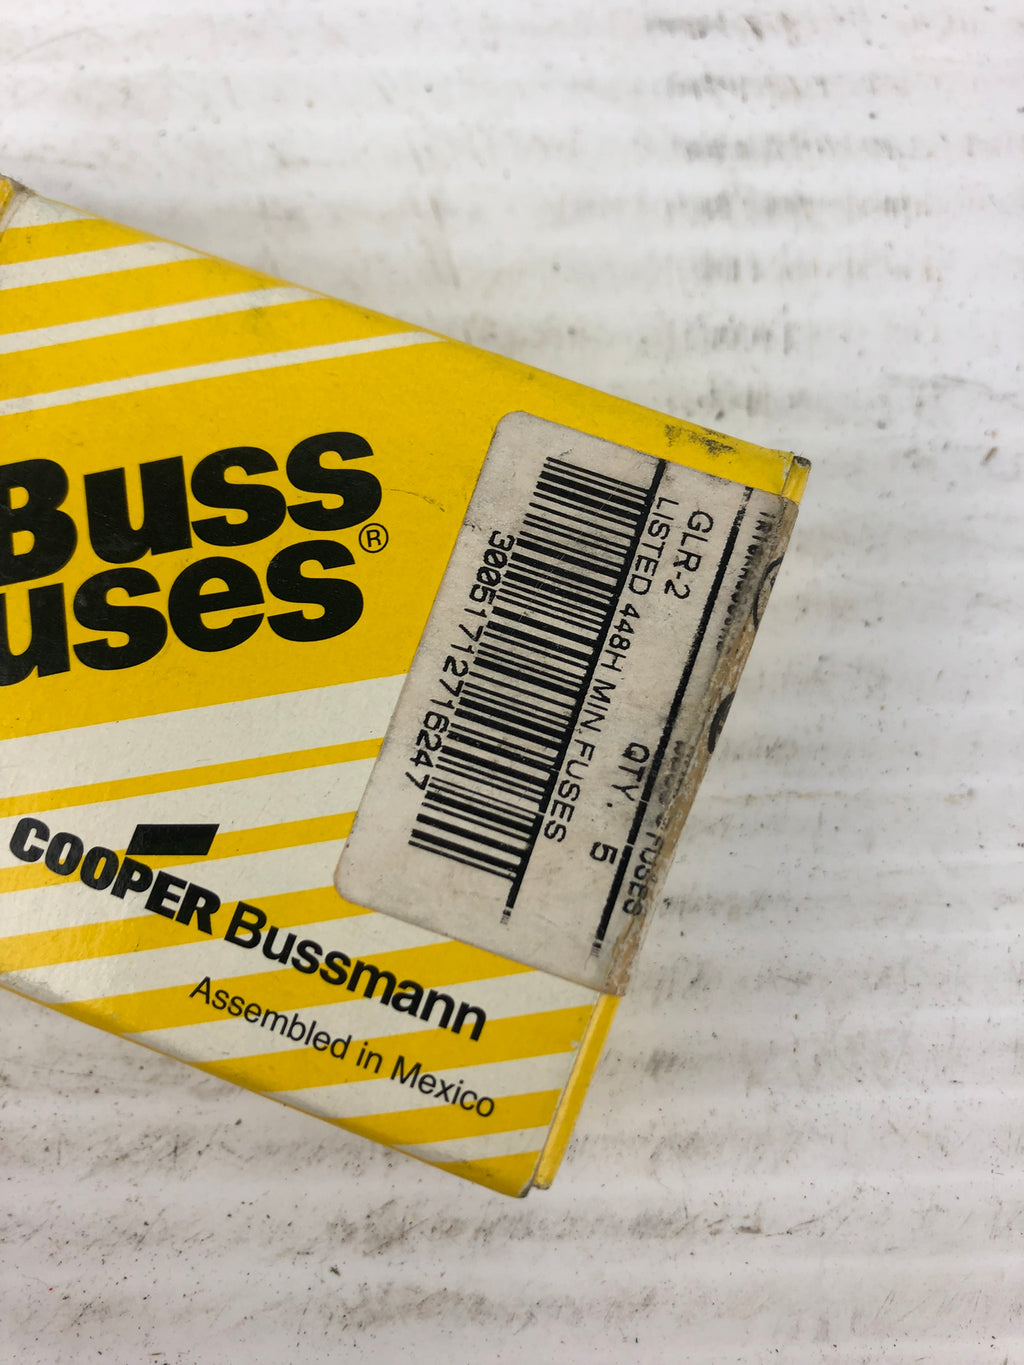 Buss
uses®
COOPER Bussmann
Assembled in Mexico
GLR-2 QTY. 5
LISTED 448H MIN.FUSES
30051712716247
FUSES